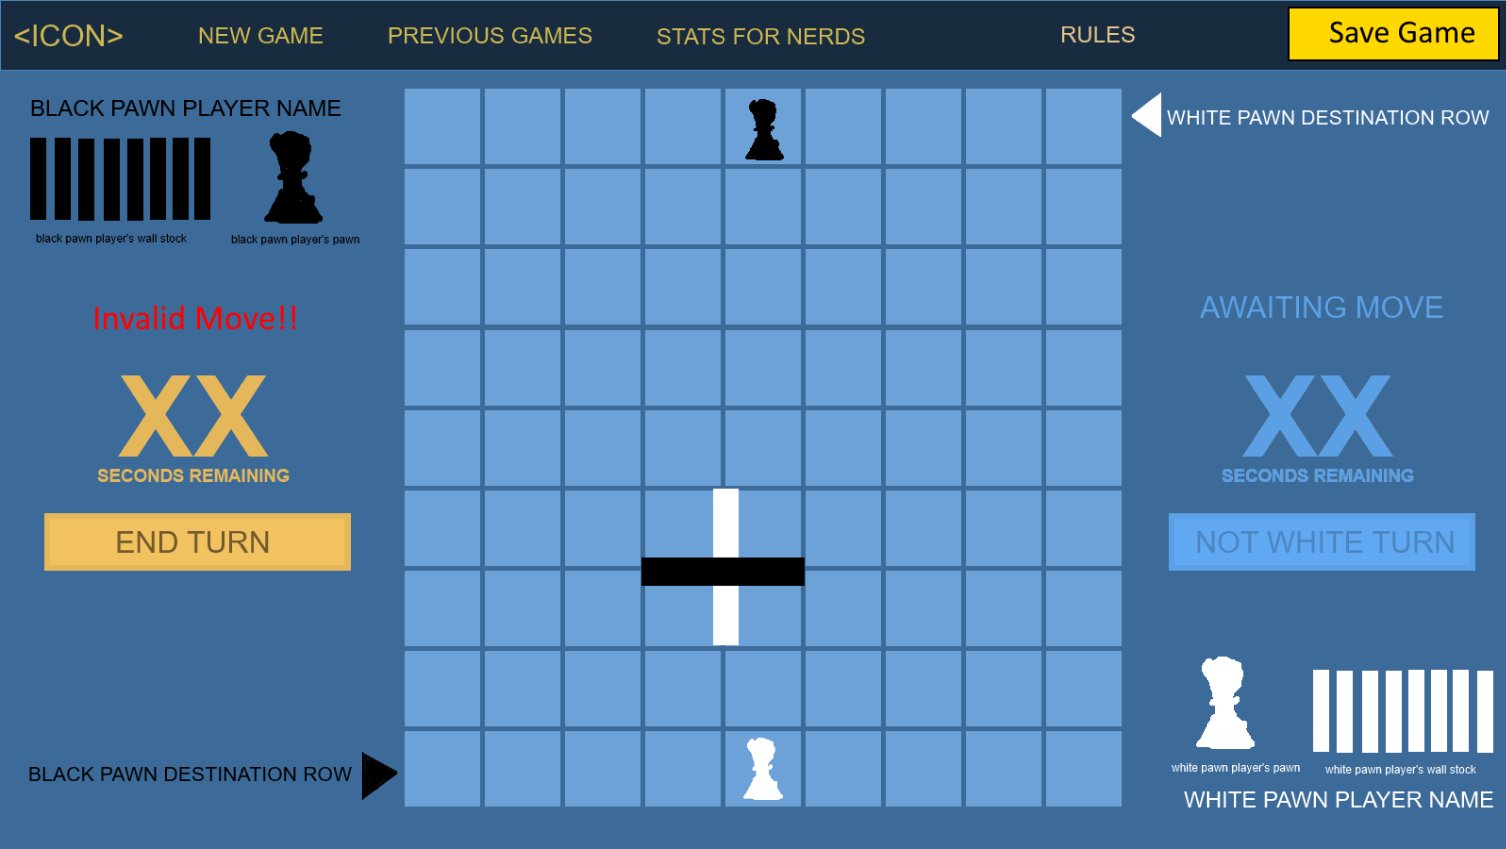 <ICON>
NEW GAME
PREVIOUS GAMES
STATS FOR NERDS
RULES
Save Game
BLACK PAWN PLAYER NAME
black pawn player's wall stock
black pawn player's pawn
WHITE PAWN DESTINATION ROW
Invalid Move!!
XX
SECONDS REMAINING
END TURN
AWAITING MOVE
XX
SECONDS REMAINING
NOT WHITE TURN
BLACK PAWN DESTINATION ROW
white pawn player's pawn
white pawn player's wall stock
WHITE PAWN PLAYER NAME